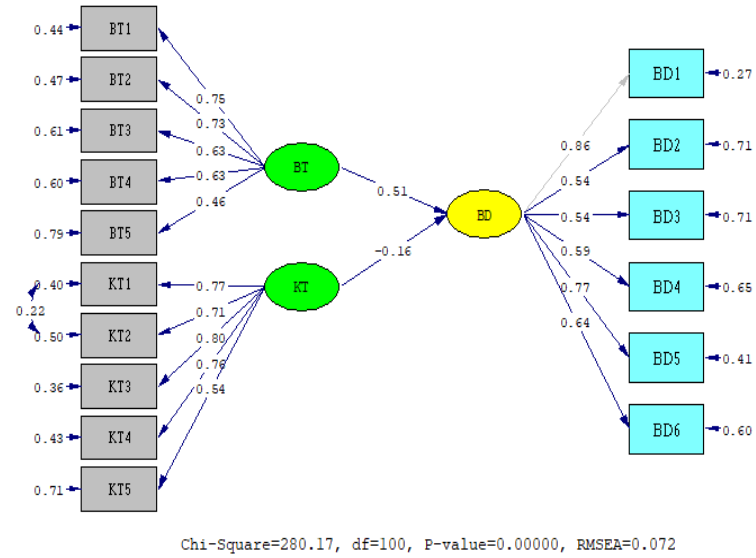 0.44 BT1
0.47 BT2
0.61 BT3
0.60 BT4
0.79 BT5
0.40 KT1
0.22
0.50 KT2
0.36 KT3
0.43 KT4
0.71 KT5
0.75
0.73
0.63
0.63
0.46
0.77
0.71
0.80
0.76
0.54
BT
KT
0.51
-0.16
BD
0.86
0.54
0.54
0.59
0.77
0.64
BD1 0.27
BD2 0.71
BD3 0.71
BD4 0.65
BD5 0.41
BD6 0.60
Chi-Square=280.17, df=100, P-value=0.00000, RMSEA=0.072